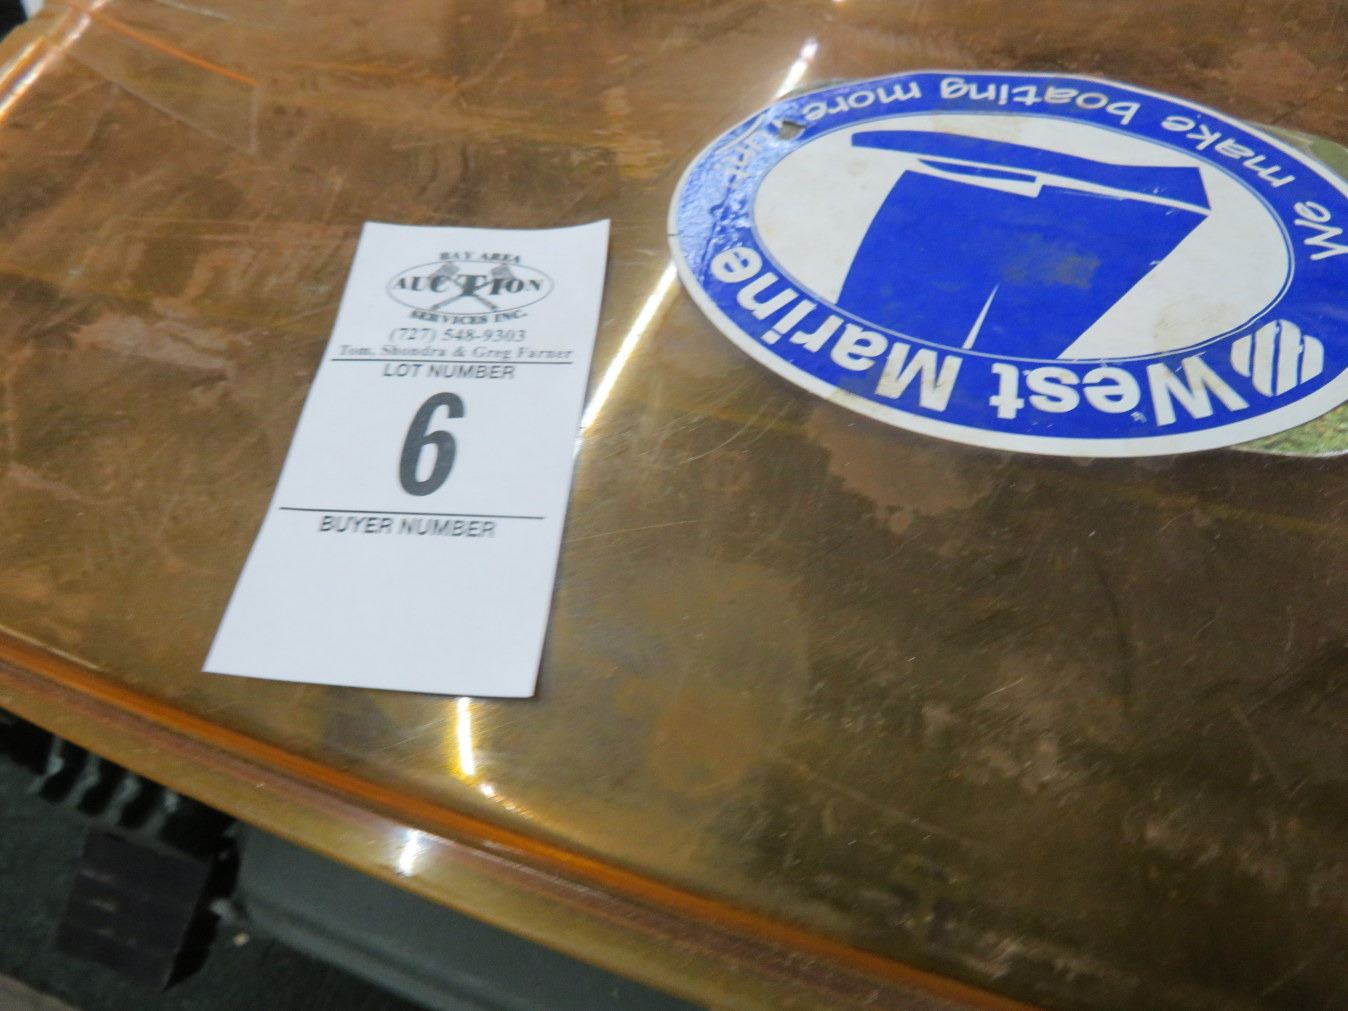 BAY AREA
AUCTION
SERVICES INC.
(727) 548-9303
Tom, Shondra & Greg Farner
LOT NUMBER
6
BUYER NUMBER
West Marine
We make boating more fun!